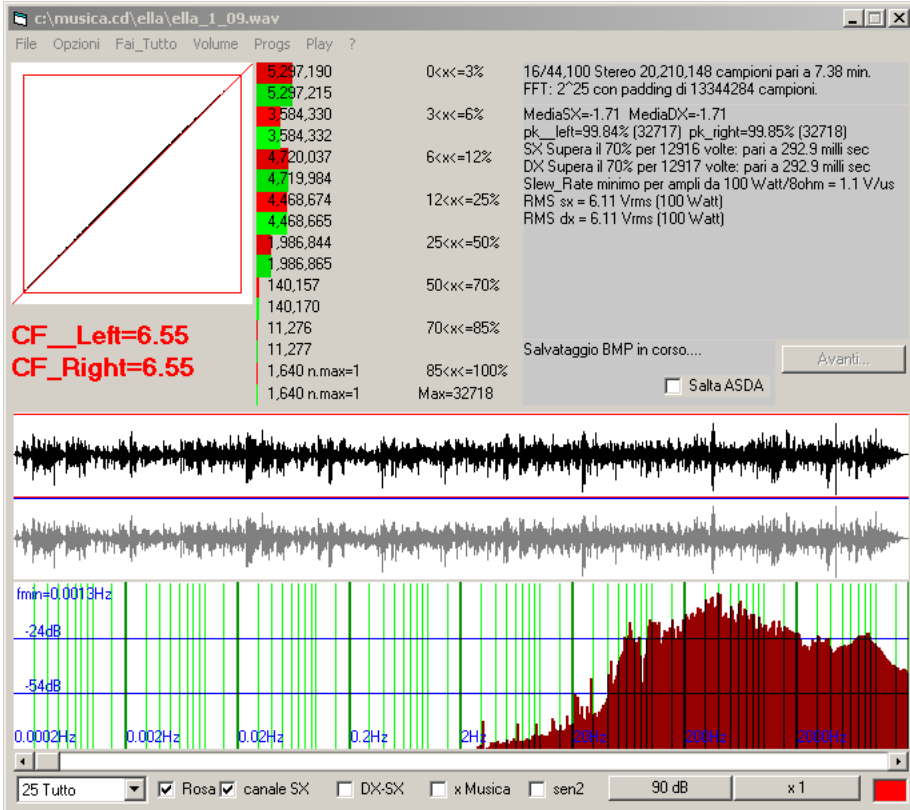 c:\musica.cd\ella\ella_1_09.wav
File Opzioni Fai_Tutto Volume Progs Play ?
5,297,190 0<x<=3%
5,297,215
3,584,330 3<x<=6%
3,584,332
4,720,037 6<x<=12%
4,719,984
4,468,674 12<x<=25%
4,468,665
1,986,844 25<x<=50%
1,986,865
140,157 50<x<=70%
140,170
11,276 70<x<=85%
11,277
1,640 n.max=1 85<x<=100%
1,640 n.max=1 Max=32718
CF__Left=6.55
CF_Right=6.55
16/44,100 Stereo 20,210,148 campioni pari a 7.38 min.
FFT: 2^25 con padding di 13344284 campioni.
MediaSX=-1.71 MediaDX=-1.71
pk__left=99.84% (32717) pk_right=99.85% (32718)
SX Supera il 70% per 12916 volte: pari a 292.9 milli sec
DX Supera il 70% per 12917 volte: pari a 292.9 milli sec
Slew_Rate minimo per ampli da 100 Watt/8ohm = 1.1 V/us
RMS sx = 6.11 Vrms (100 Watt)
RMS dx = 6.11 Vrms (100 Watt)
Salvataggio BMP in corso....
Avanti...
Salta ASDA
fmin=0.0013Hz
-24dB
-54dB
0.0002Hz 0.002Hz 0.02Hz 0.2Hz 2Hz 20Hz 200Hz 2000Hz
25 Tutto Rosa canale SX DX-SX x Musica sen2 90 dB x 1